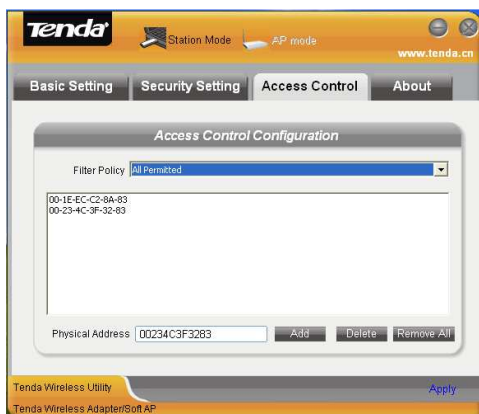 Tenda
Station Mode AP mode
www.tenda.cn
Basic Setting Security Setting Access Control About
Access Control Configuration
Filter Policy All Permitted
00-1E-EC-C2-8A-83
00-23-4C-3F-32-83
Physical Address 00234C3F3283 Add Delete Remove All
Tenda Wireless Utility Apply
Tenda Wireless Adapter/Soft AP